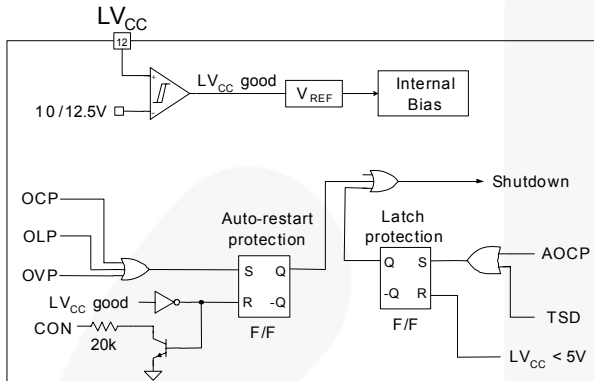 LVCC
12
LVCC good
10/12.5V
VREF
Internal
Bias
Shutdown
OCP
OLP
OVP
Auto-restart
protection
Latch
protection
S Q
R -Q
F/F
Q S
-Q R
F/F
AOCP
TSD
LVCC < 5V
LVCC good
CON
20k